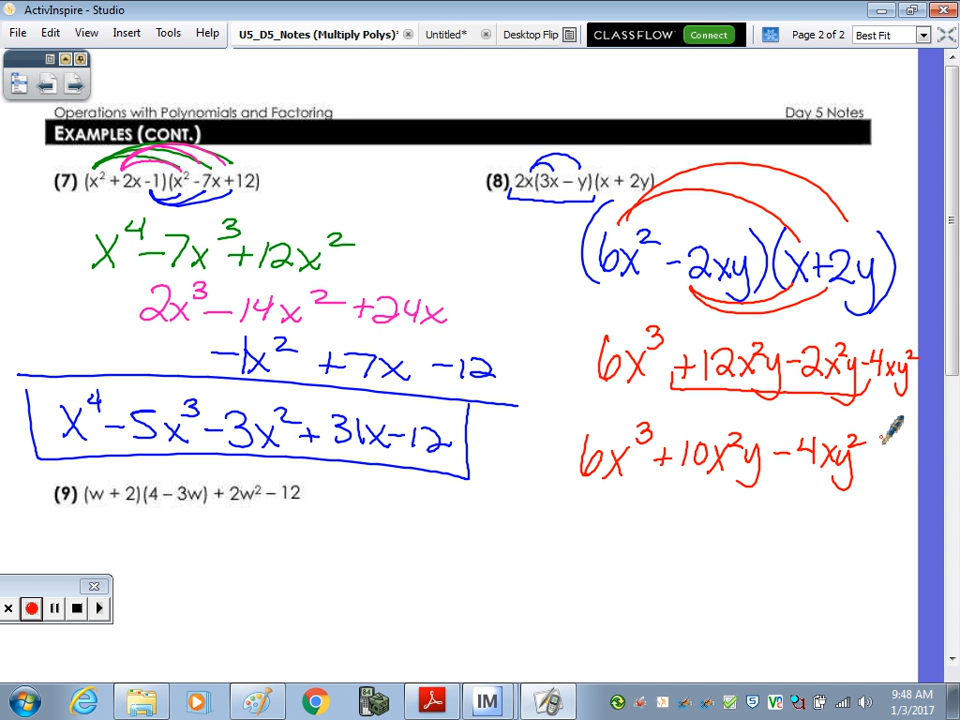 ActivInspire - Studio
File Edit View Insert Tools Help U5_D5_Notes (Multiply Polys)* Untitled* Desktop Flip CLASSFLOW Connect Page 2 of 2 Best Fit
Operations with Polynomials and Factoring Day 5 Notes
EXAMPLES (CONT.)
(7) (x² + 2x - 1)(x² - 7x + 12)
x⁴ - 7x³ + 12x²
2x³ - 14x² + 24x
-1x² + 7x - 12
x⁴ - 5x³ - 3x² + 31x - 12
(8) 2x(3x – y)(x + 2y)
(6x² - 2xy)(x + 2y)
6x³ + 12x²y - 2x²y - 4xy²
6x³ + 10x²y - 4xy²
(9) (w + 2)(4 – 3w) + 2w² – 12
84
IM
V2
9:48 AM
1/3/2017